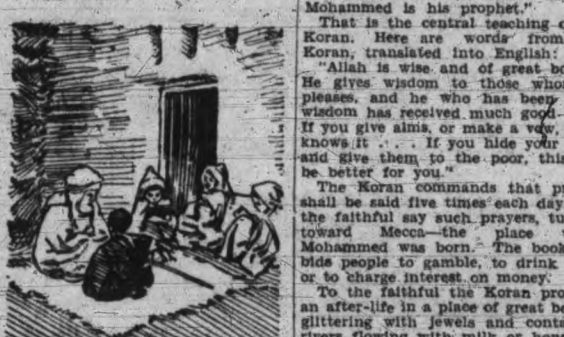 Mohammed is his prophet."
That is the central teaching
Koran. Here are words from
Koran, translated into English:
"Allah is wise and of great
He gives wisdom to those
pleases, and he who has been
wisdom has received much good
If you give alms, or make a vow,
knows it . . . If you hide your
and give them to the poor, this
be better for you."
The Koran commands that
shall be said five times each day
the faithful say such prayers,
toward Mecca—the place
Mohammed was born. The book
bids people to gamble, to drink
or to charge interest on money.
To the faithful the Koran
an after-life in a place of great
glittering with jewels and
rivers flowing with milk or